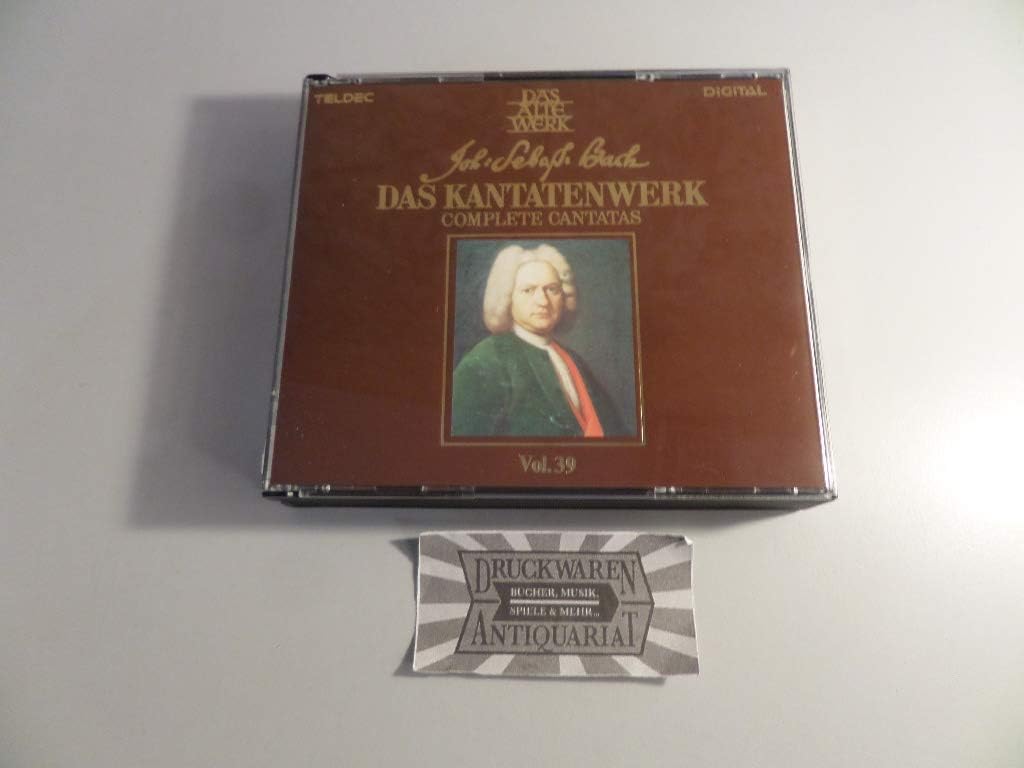 TELDEC
DIGITAL
DAS
ALTE
WERK
Joh. Sebast. Bach
DAS KANTATENWERK
COMPLETE CANTATAS
Vol. 39
DRUCKWAREN
BÜCHER, MUSIK,
SPIELE & MEHR...
ANTIQUARIAT